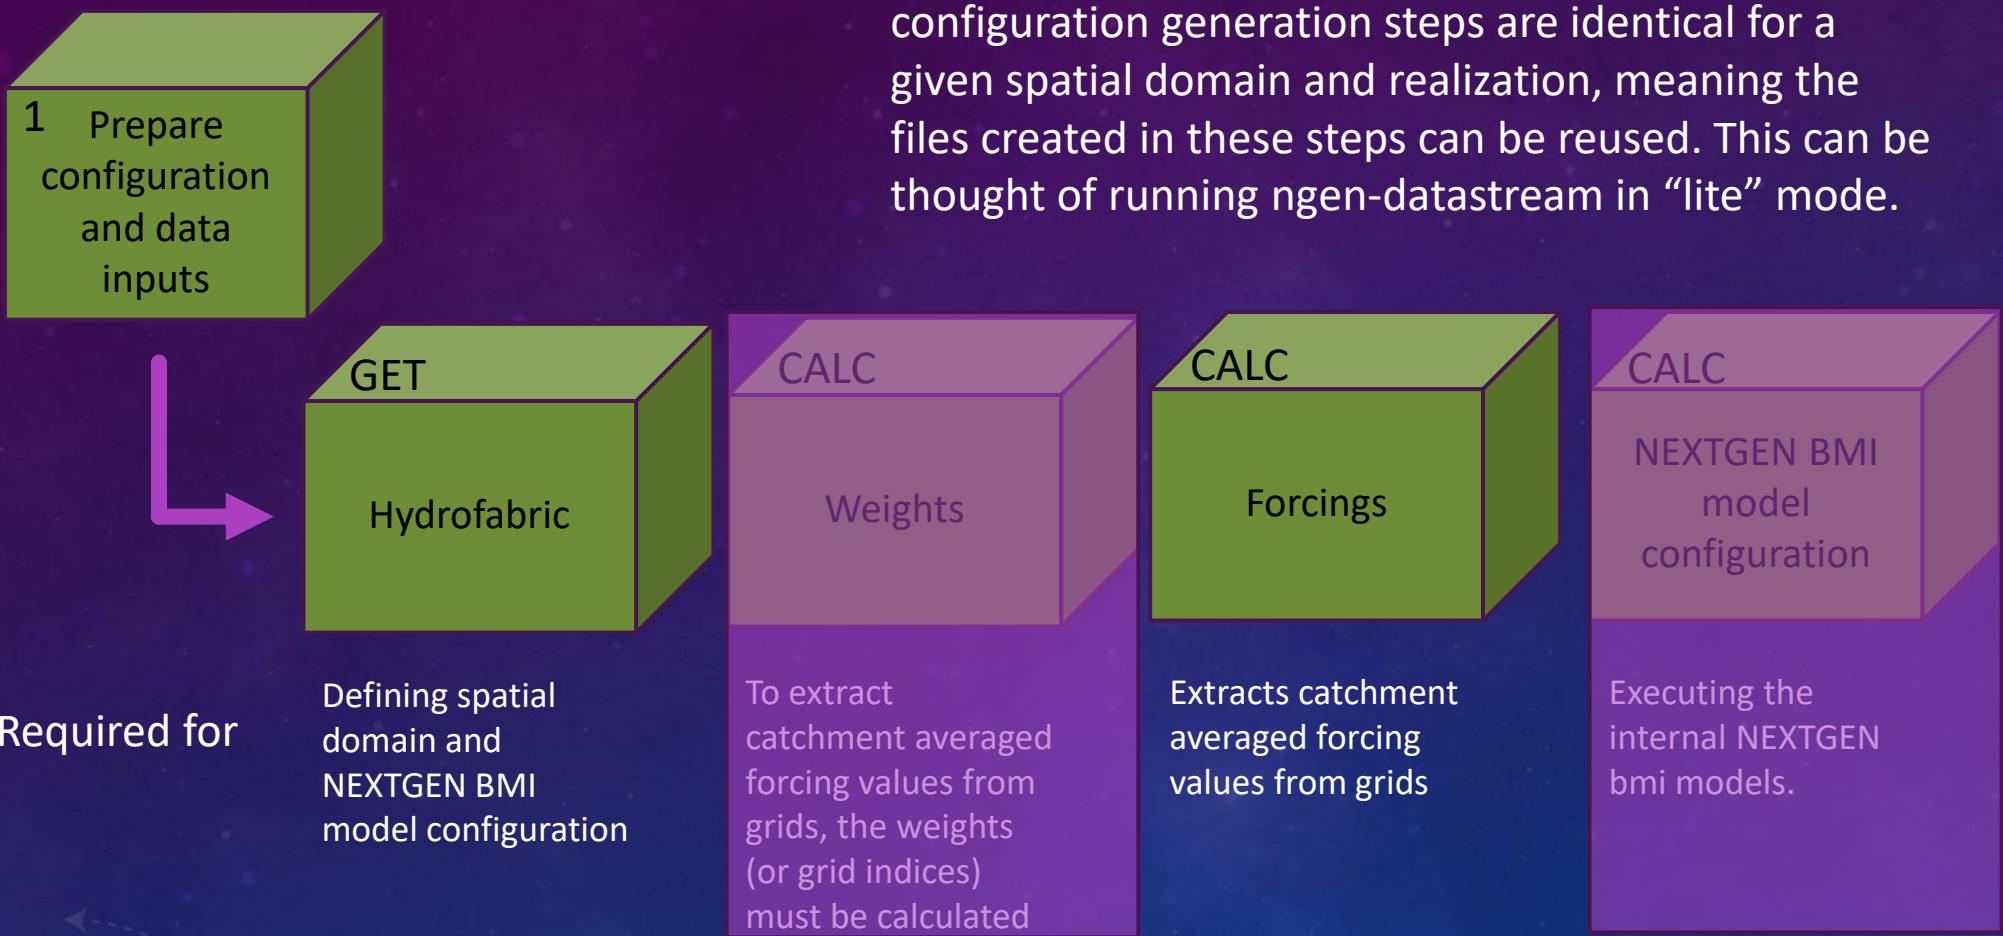 configuration generation steps are identical for a
given spatial domain and realization, meaning the
files created in these steps can be reused. This can be
thought of running ngen-datastream in “lite” mode.
1 Prepare
configuration
and data
inputs
GET
Hydrofabric
CALC
Weights
CALC
Forcings
CALC
NEXTGEN BMI
model
configuration
Required for
Defining spatial
domain and
NEXTGEN BMI
model configuration
To extract
catchment averaged
forcing values from
grids, the weights
(or grid indices)
must be calculated
Extracts catchment
averaged forcing
values from grids
Executing the
internal NEXTGEN
bmi models.